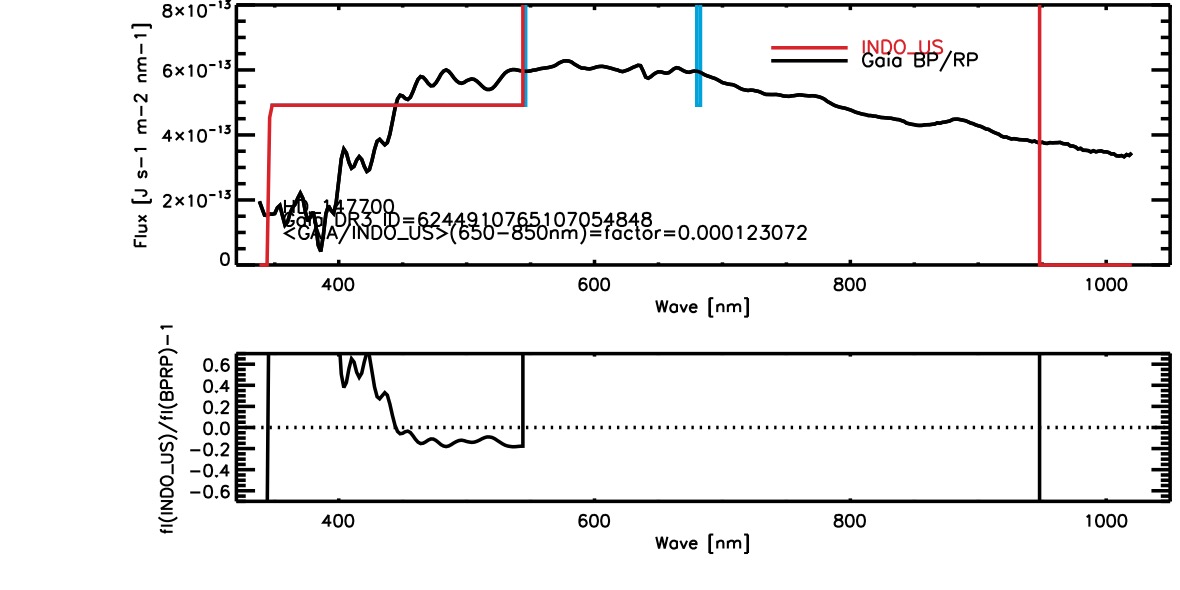 8×10−13
6×10−13
4×10−13
2×10−13
0
Flux [J s−1 m−2 nm−1]
INDO_US
Gaia BP/RP
HD 147700
Gaia DR3 ID=6244910765107054848
<GAIA/INDO_US>(650−850nm)=factor=0.000123072
400 600 800 1000
Wave [nm]
fl(INDO_US)/fl(BPRP)−1
0.6
0.4
0.2
0.0
−0.2
−0.4
−0.6
400 600 800 1000
Wave [nm]